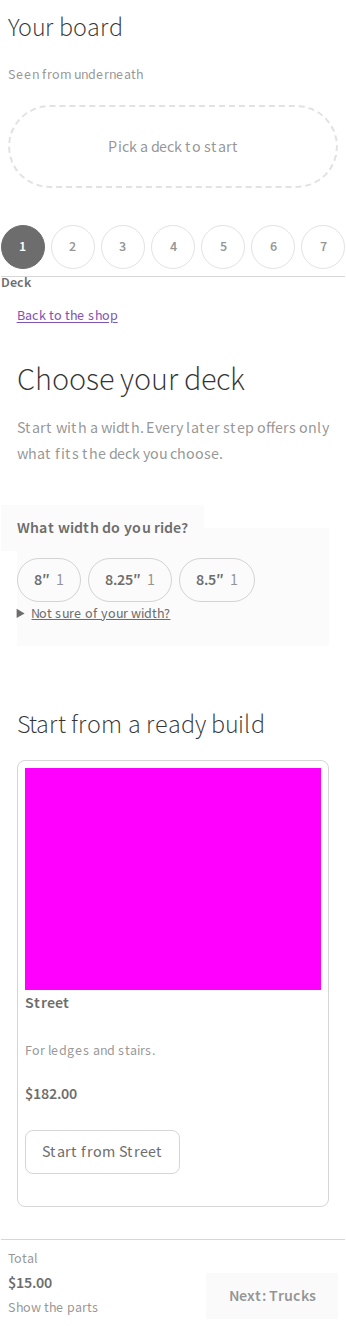 Your board
Seen from underneath
Pick a deck to start
1 2 3 4 5 6 7
Deck
Back to the shop
Choose your deck
Start with a width. Every later step offers only
what fits the deck you choose.
What width do you ride?
8″ 1 8.25″ 1 8.5″ 1
Not sure of your width?
Start from a ready build
Street
For ledges and stairs.
$182.00
Start from Street
Total
$15.00
Show the parts
Next: Trucks